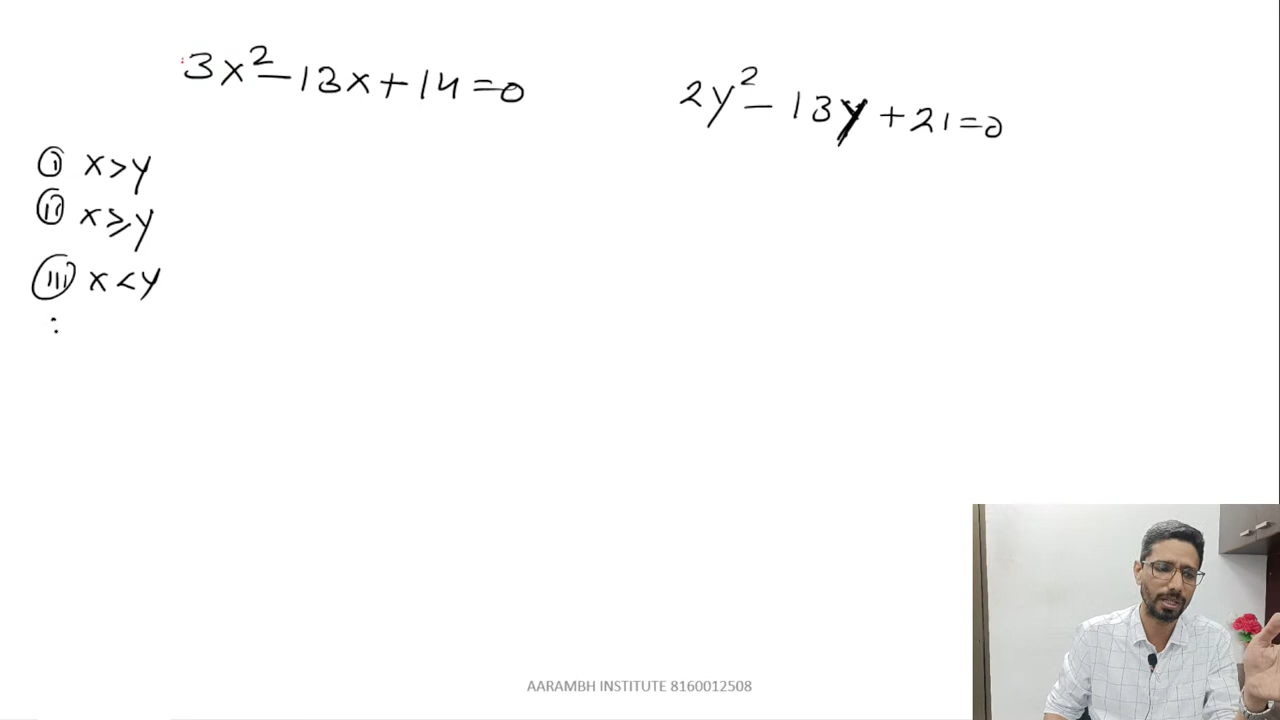 3x² - 13x + 14 = 0
2y² - 13y + 21 = 0
(i) x > y
(ii) x ≥ y
(iii) x < y
:
AARAMBH INSTITUTE 8160012508